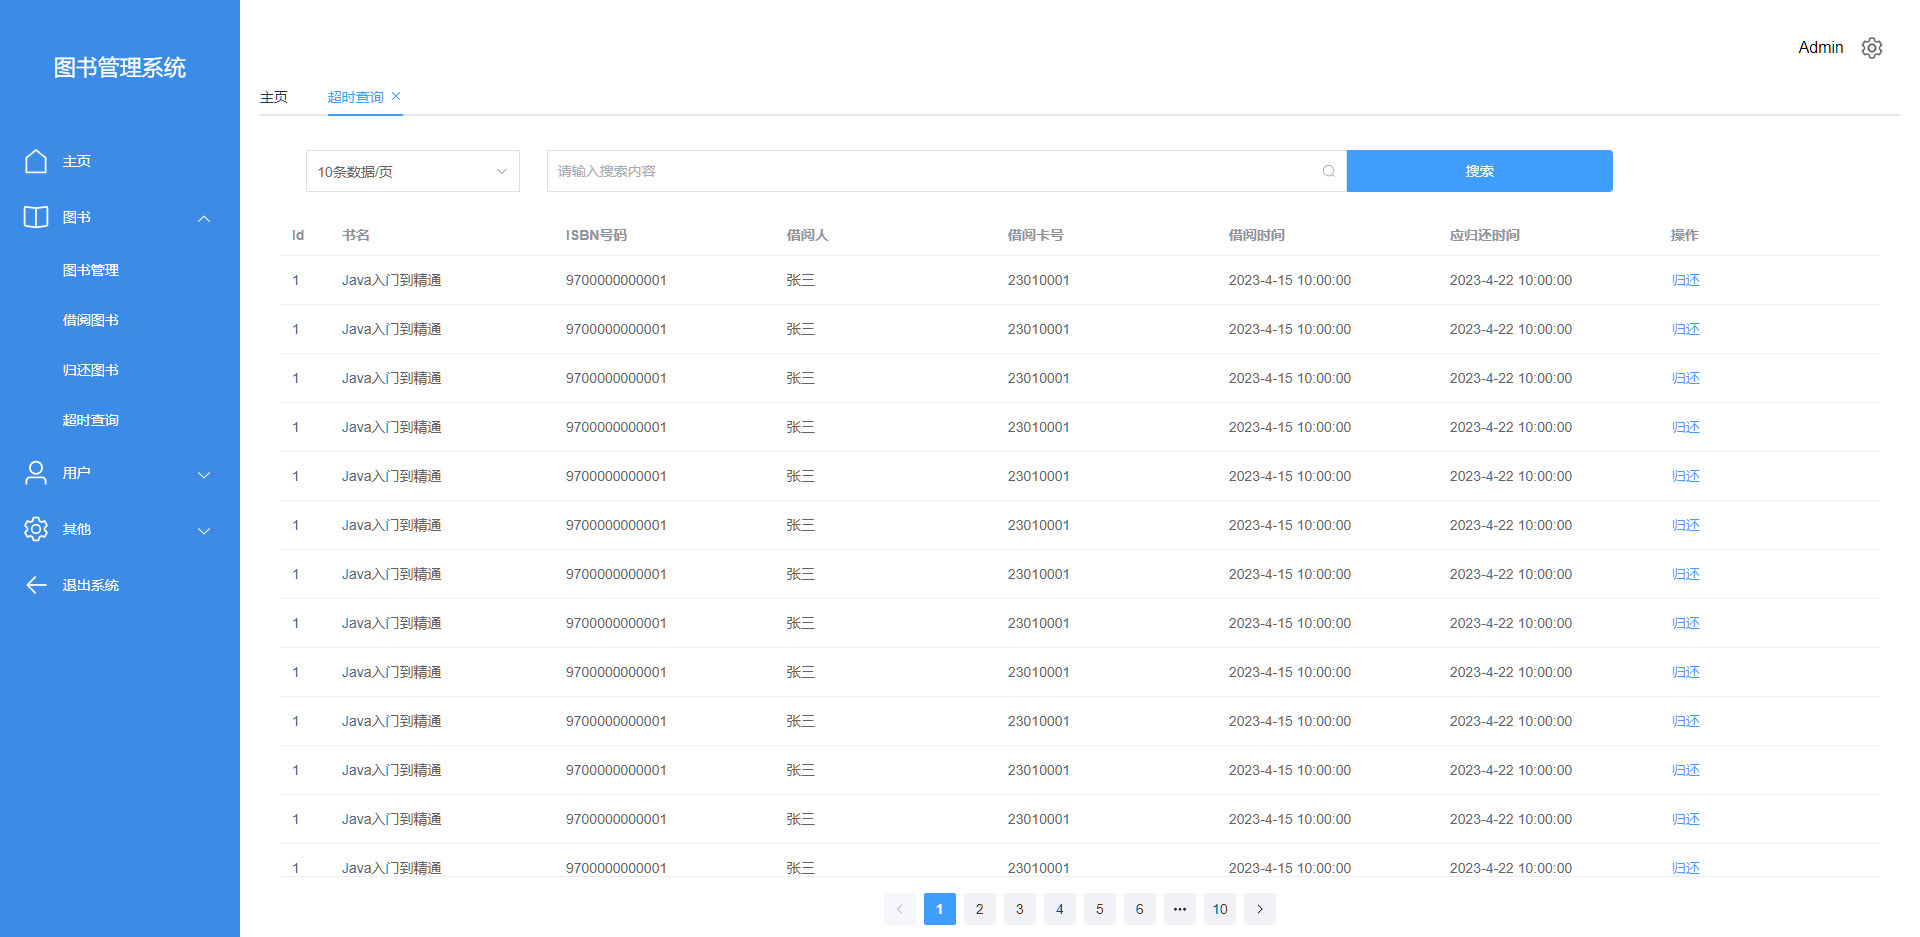 图书管理系统
主页
图书
图书管理
借阅图书
归还图书
超时查询
用户
其他
退出系统
Admin
主页 超时查询
10条数据/页 请输入搜索内容 搜索
Id 书名 ISBN号码 借阅人 借阅卡号 借阅时间 应归还时间 操作
1 Java入门到精通 9700000000001 张三 23010001 2023-4-15 10:00:00 2023-4-22 10:00:00 归还
1 Java入门到精通 9700000000001 张三 23010001 2023-4-15 10:00:00 2023-4-22 10:00:00 归还
1 Java入门到精通 9700000000001 张三 23010001 2023-4-15 10:00:00 2023-4-22 10:00:00 归还
1 Java入门到精通 9700000000001 张三 23010001 2023-4-15 10:00:00 2023-4-22 10:00:00 归还
1 Java入门到精通 9700000000001 张三 23010001 2023-4-15 10:00:00 2023-4-22 10:00:00 归还
1 Java入门到精通 9700000000001 张三 23010001 2023-4-15 10:00:00 2023-4-22 10:00:00 归还
1 Java入门到精通 9700000000001 张三 23010001 2023-4-15 10:00:00 2023-4-22 10:00:00 归还
1 Java入门到精通 9700000000001 张三 23010001 2023-4-15 10:00:00 2023-4-22 10:00:00 归还
1 Java入门到精通 9700000000001 张三 23010001 2023-4-15 10:00:00 2023-4-22 10:00:00 归还
1 Java入门到精通 9700000000001 张三 23010001 2023-4-15 10:00:00 2023-4-22 10:00:00 归还
1 Java入门到精通 9700000000001 张三 23010001 2023-4-15 10:00:00 2023-4-22 10:00:00 归还
1 Java入门到精通 9700000000001 张三 23010001 2023-4-15 10:00:00 2023-4-22 10:00:00 归还
1 Java入门到精通 9700000000001 张三 23010001 2023-4-15 10:00:00 2023-4-22 10:00:00 归还
1 2 3 4 5 6 ••• 10